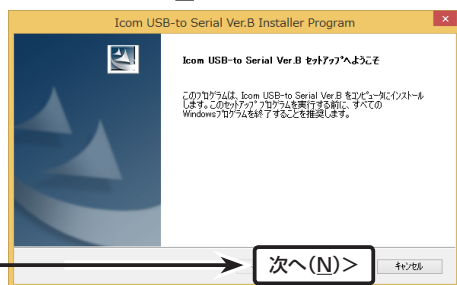 Icom USB-to Serial Ver.B Installer Program
Icom USB-to Serial Ver.B ｾｯﾄｱｯﾌﾟへようこそ
このﾌﾟﾛｸﾞﾗﾑは、Icom USB-to Serial Ver.B をｺﾝﾋﾟｭｰﾀにｲﾝｽﾄｰﾙ
します。このｾｯﾄｱｯﾌﾟ ﾌﾟﾛｸﾞﾗﾑを実行する前に、すべての
Windowsﾌﾟﾛｸﾞﾗﾑを終了することを推奨します。
次へ(N)>
ｷｬﾝｾﾙ